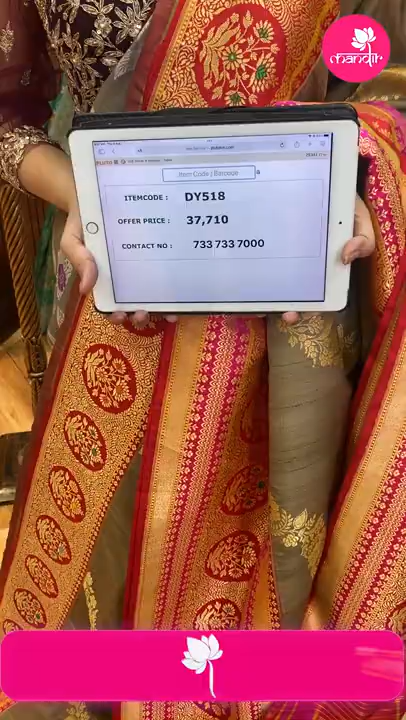 mandir
Item Code / Barcode
ITEMCODE : DY518
OFFER PRICE : 37,710
CONTACT NO : 733 733 7000